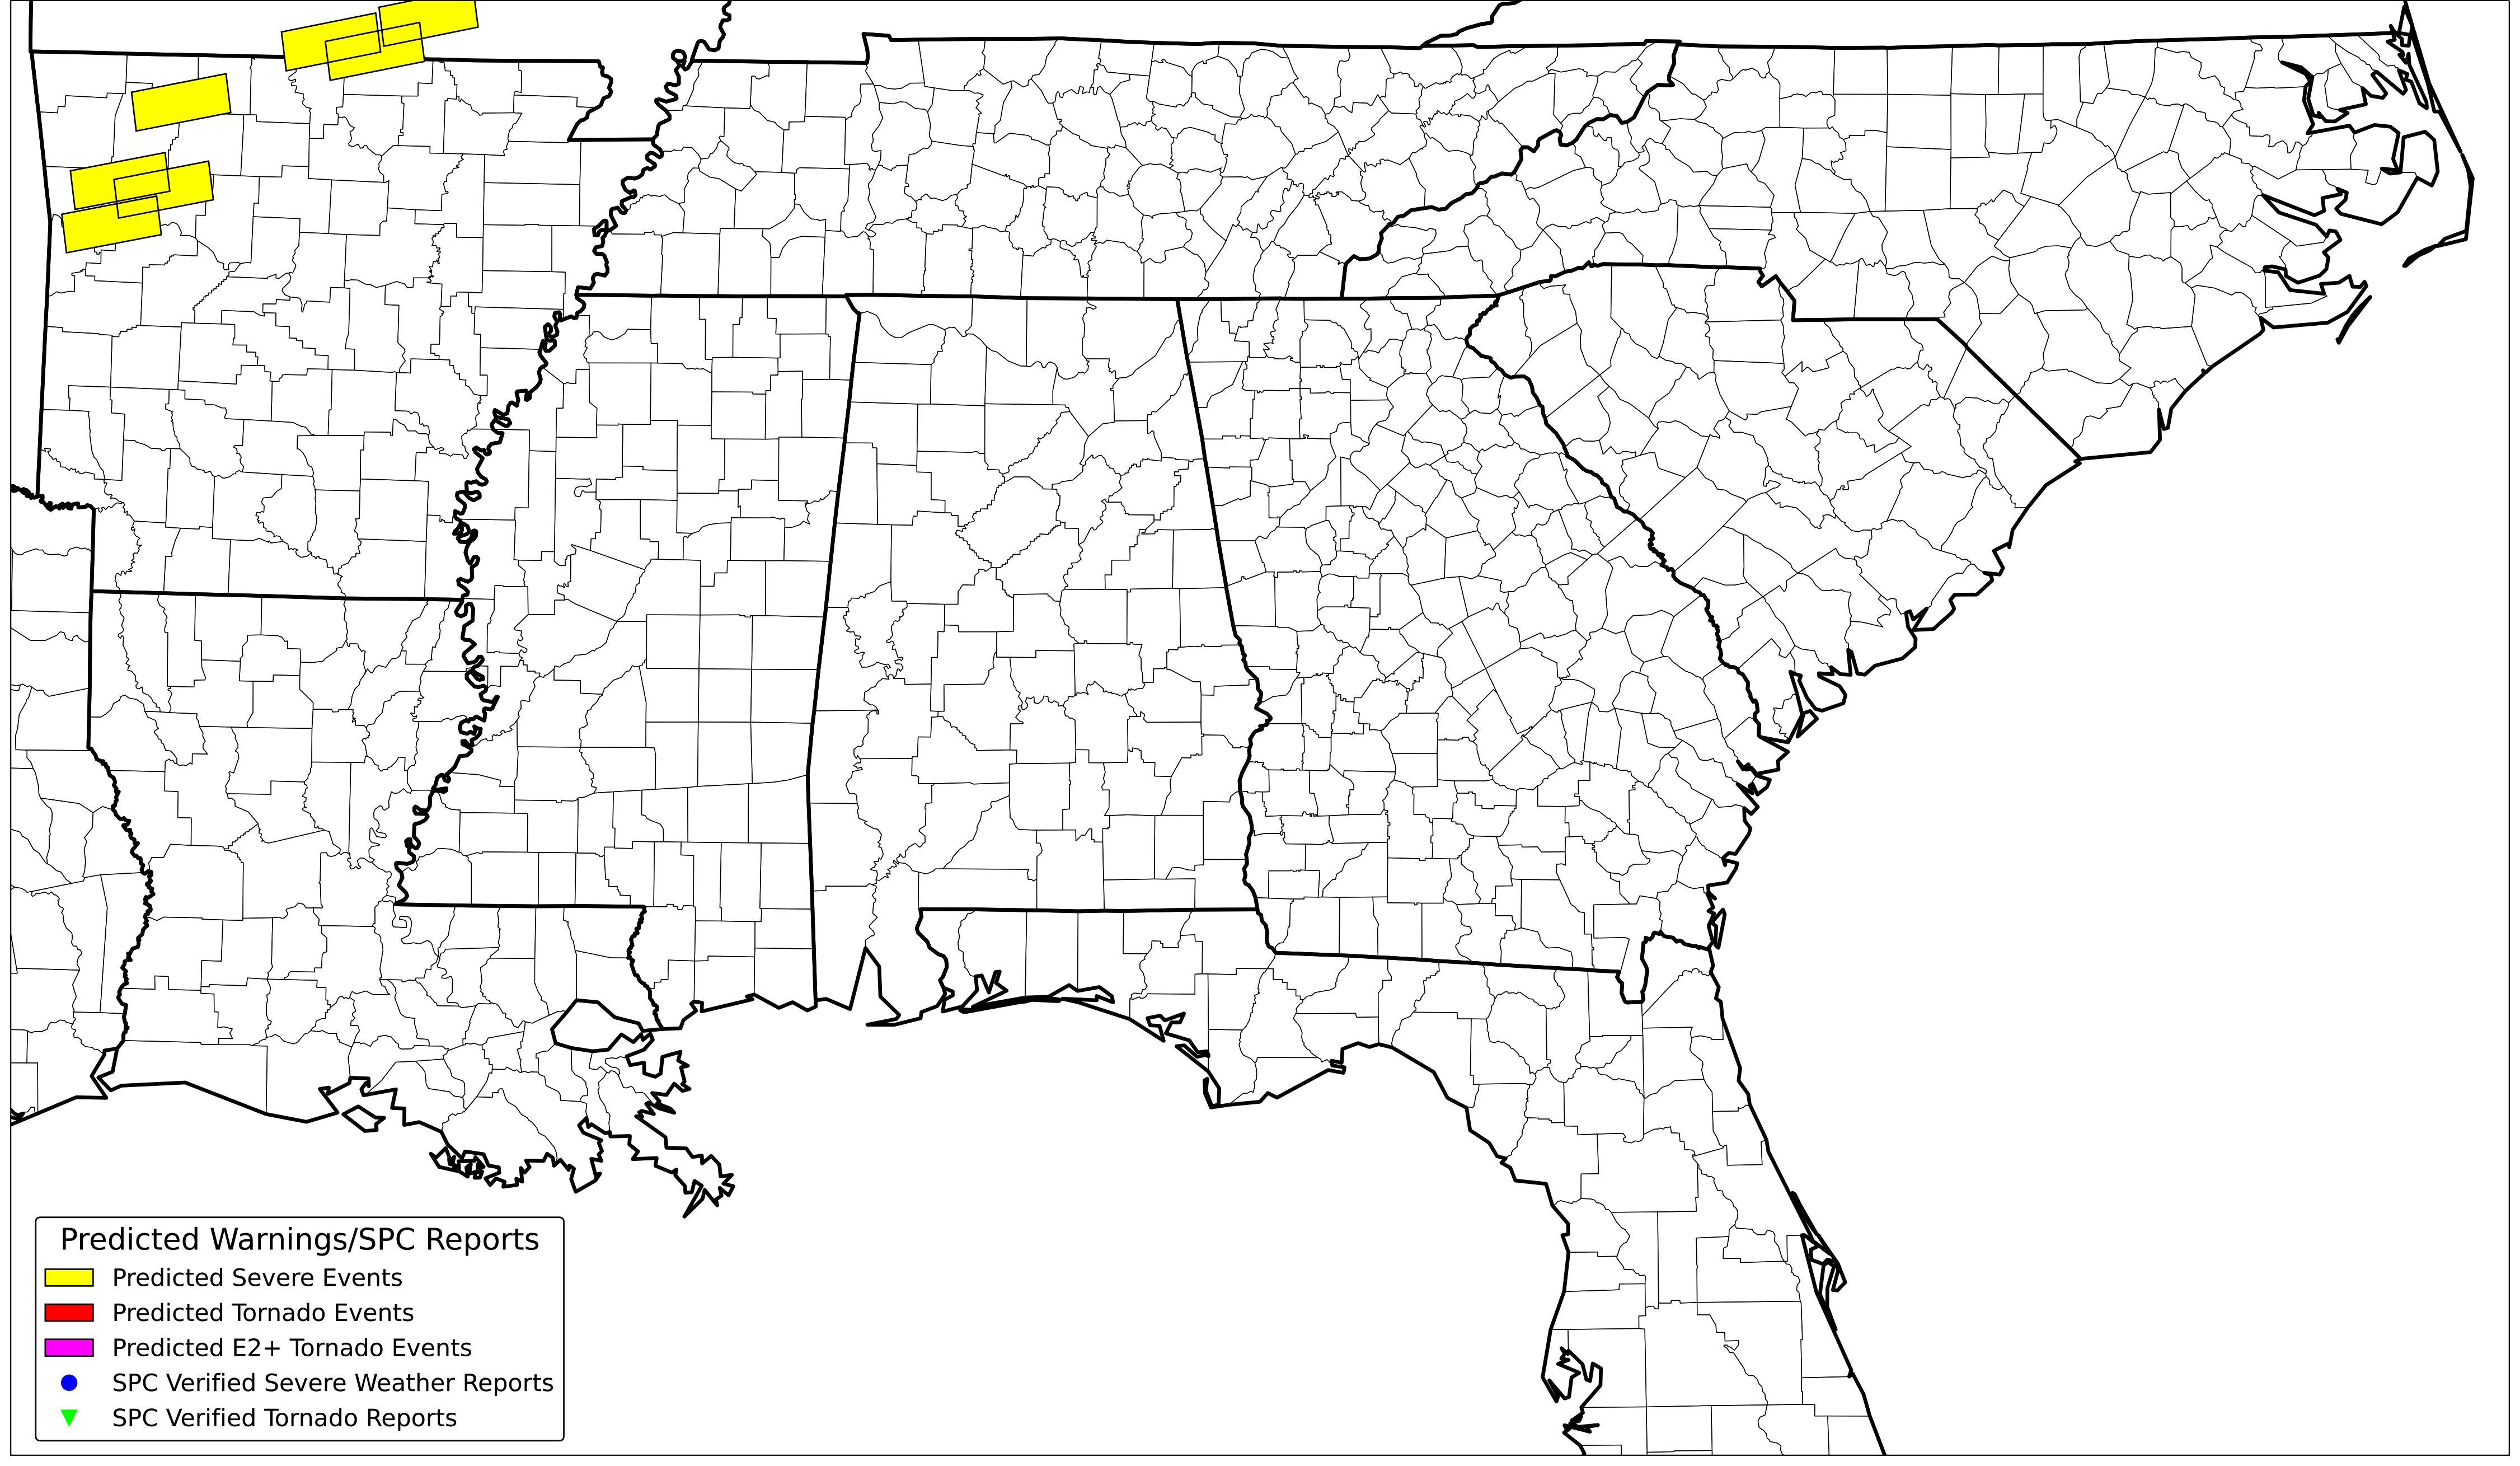 Predicted Warnings/SPC Reports
Predicted Severe Events
Predicted Tornado Events
Predicted E2+ Tornado Events
SPC Verified Severe Weather Reports
SPC Verified Tornado Reports